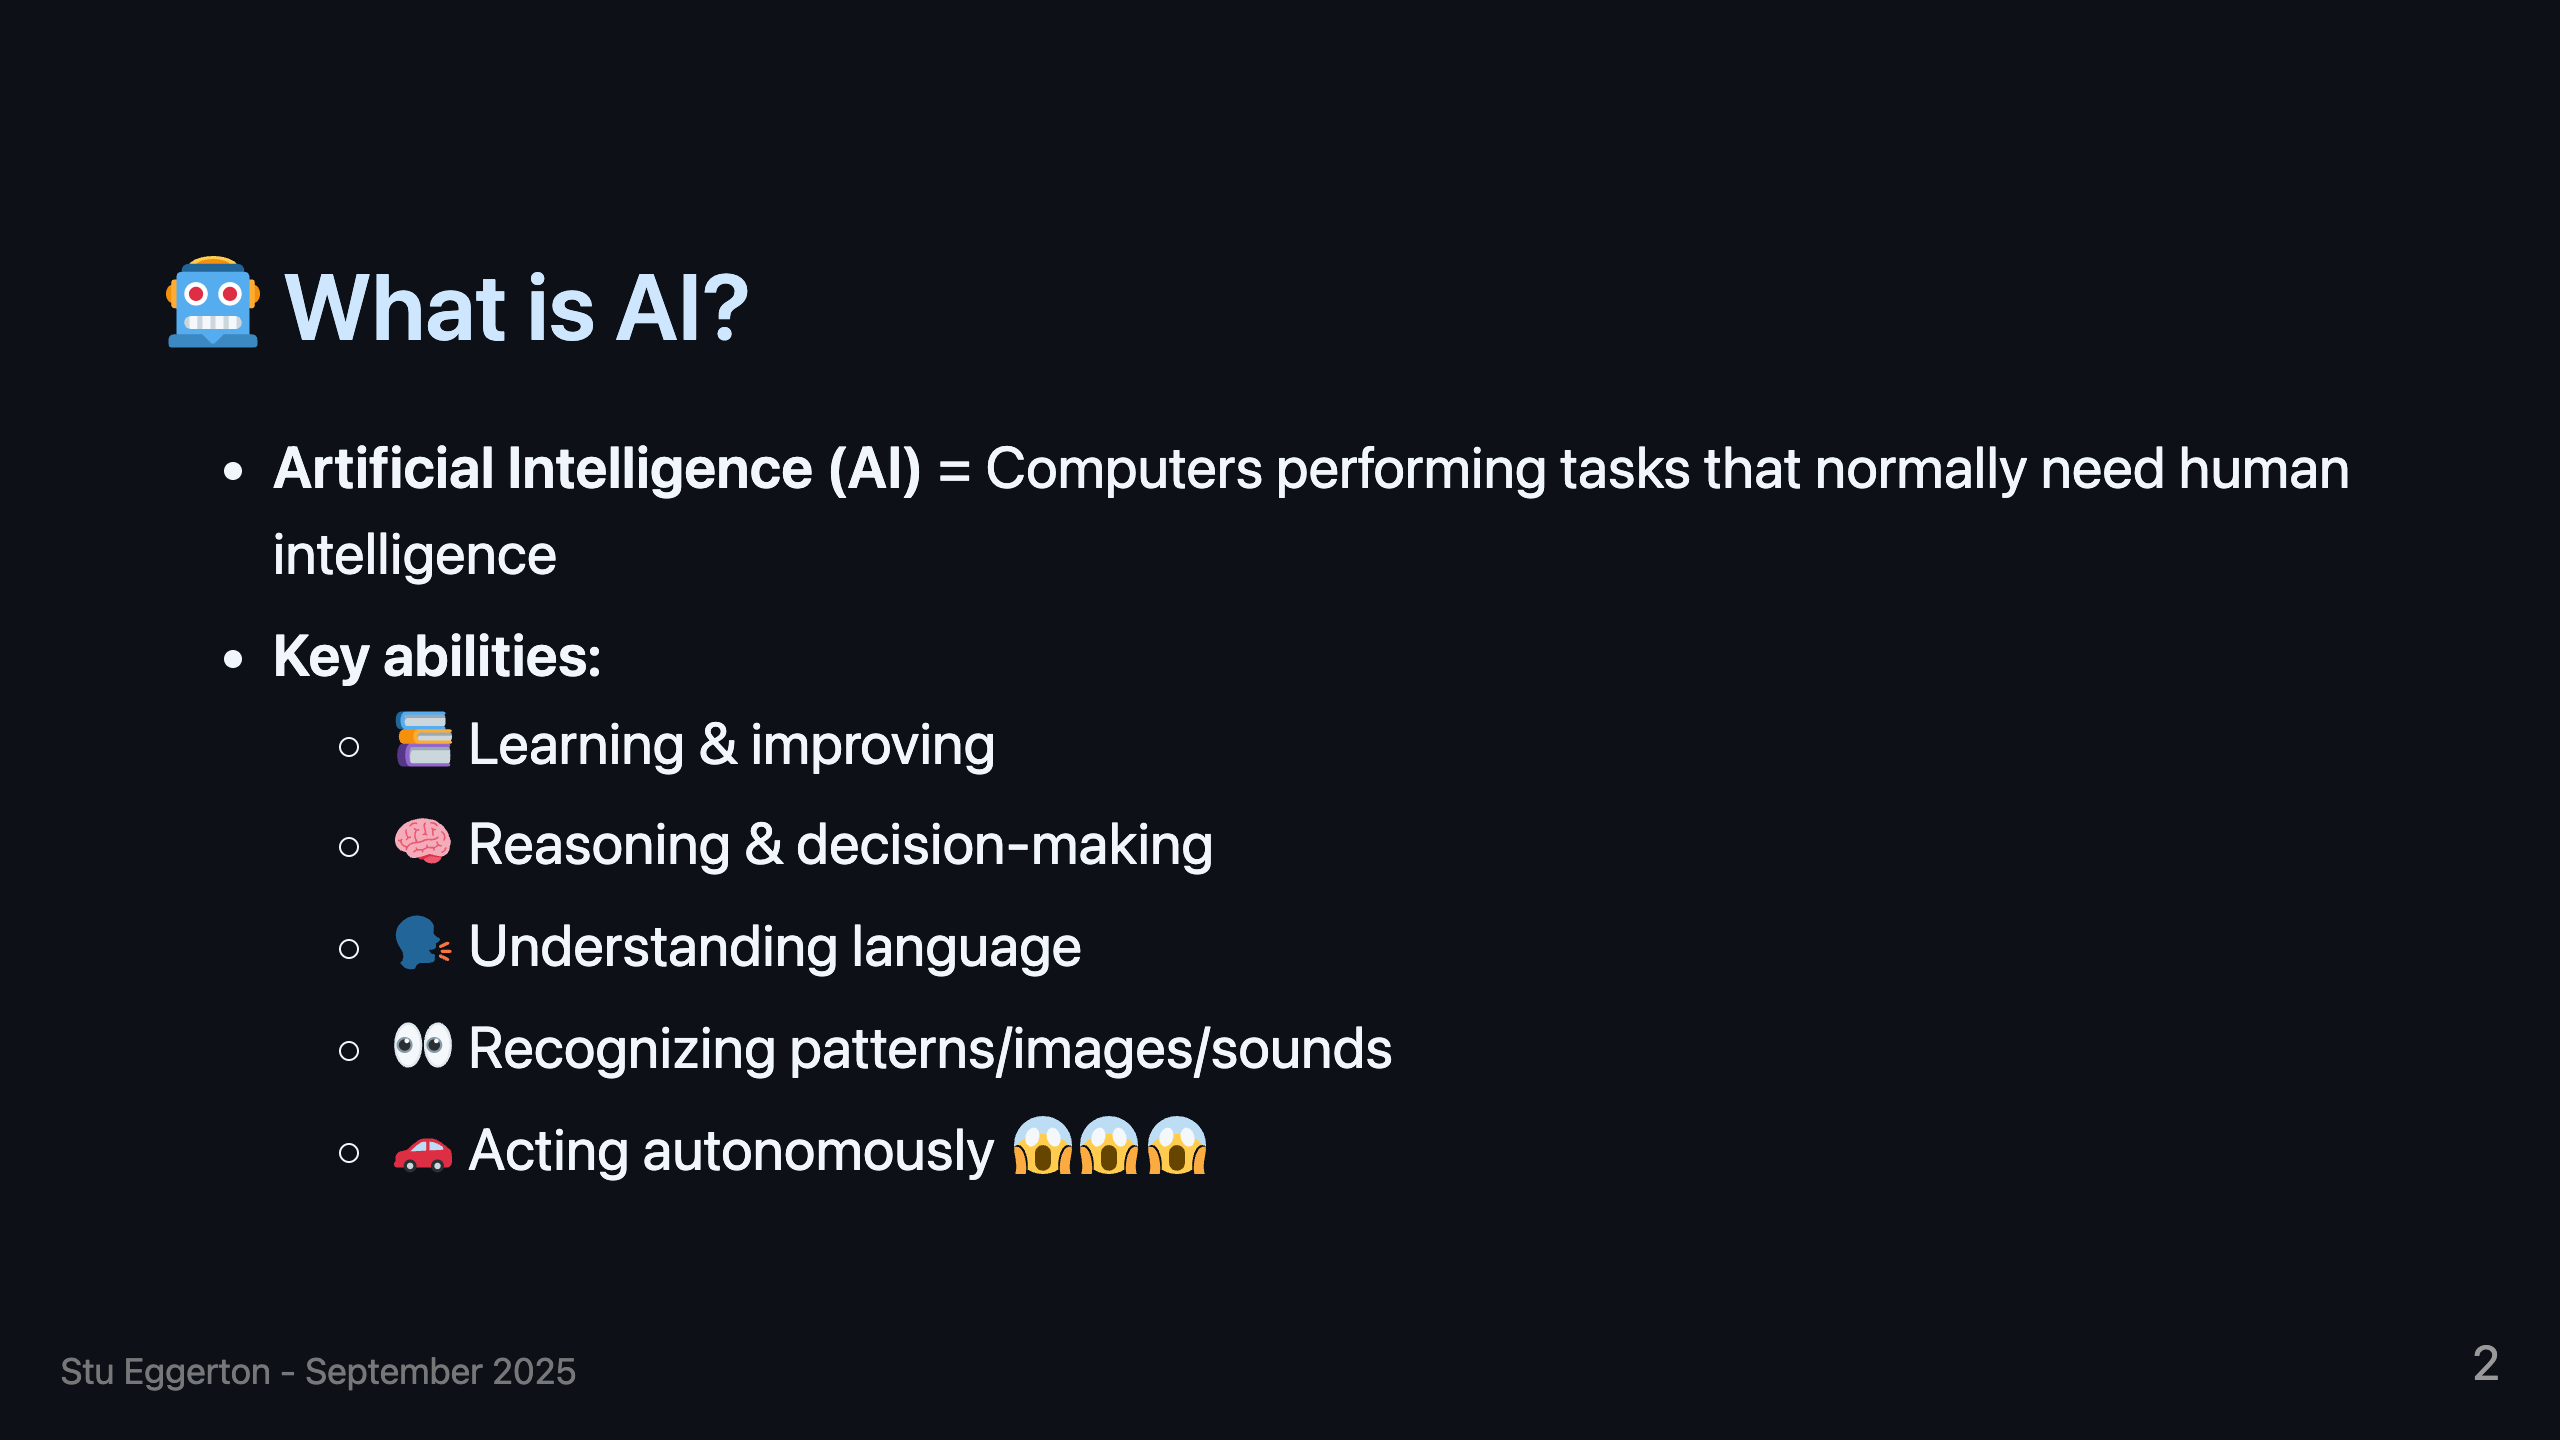 🤖 What is AI?
• Artificial Intelligence (AI) = Computers performing tasks that normally need human
intelligence
• Key abilities:
◦ 📚 Learning & improving
◦ 🧠 Reasoning & decision-making
◦ 🗣️ Understanding language
◦ 👀 Recognizing patterns/images/sounds
◦ 🚗 Acting autonomously 😱😱😱
Stu Eggerton - September 2025
2